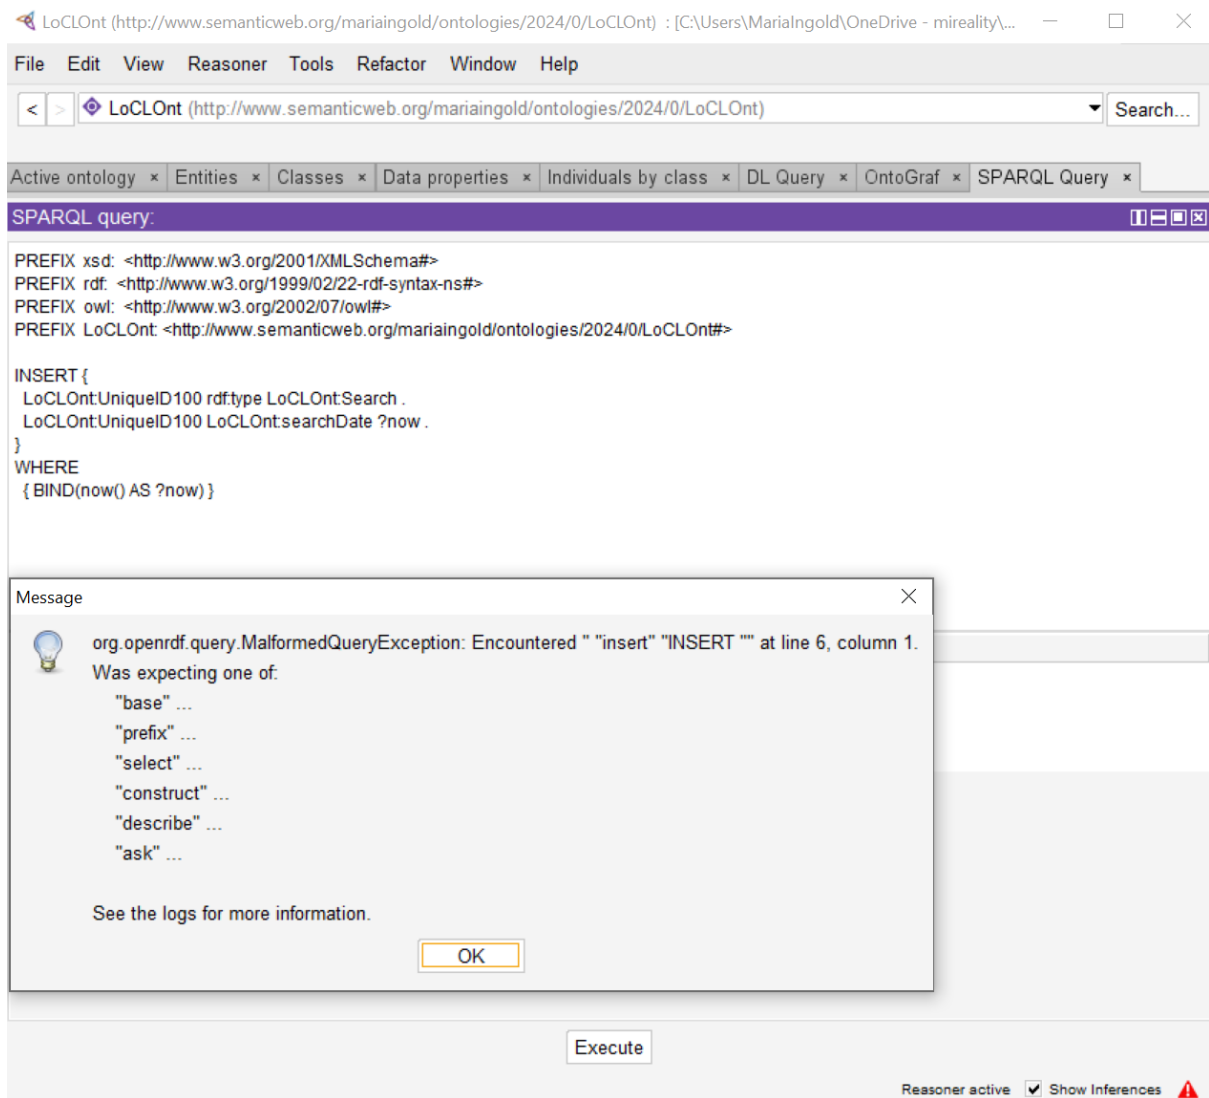 LoCLOnt (http://www.semanticweb.org/mariaingold/ontologies/2024/0/LoCLOnt) : [C:\Users\MariaIngold\OneDrive - mireality\...
File Edit View Reasoner Tools Refactor Window Help
< > LoCLOnt (http://www.semanticweb.org/mariaingold/ontologies/2024/0/LoCLOnt) Search...
Active ontology × Entities × Classes × Data properties × Individuals by class × DL Query × OntoGraf × SPARQL Query ×
SPARQL query:
PREFIX xsd: <http://www.w3.org/2001/XMLSchema#>
PREFIX rdf: <http://www.w3.org/1999/02/22-rdf-syntax-ns#>
PREFIX owl: <http://www.w3.org/2002/07/owl#>
PREFIX LoCLOnt: <http://www.semanticweb.org/mariaingold/ontologies/2024/0/LoCLOnt#>
INSERT {
LoCLOnt:UniqueID100 rdf:type LoCLOnt:Search .
LoCLOnt:UniqueID100 LoCLOnt:searchDate ?now .
}
WHERE
{ BIND(now() AS ?now) }
Message
org.openrdf.query.MalformedQueryException: Encountered " "insert" "INSERT "" at line 6, column 1.
Was expecting one of:
"base" ...
"prefix" ...
"select" ...
"construct" ...
"describe" ...
"ask" ...
See the logs for more information.
OK
Execute
Reasoner active Show Inferences